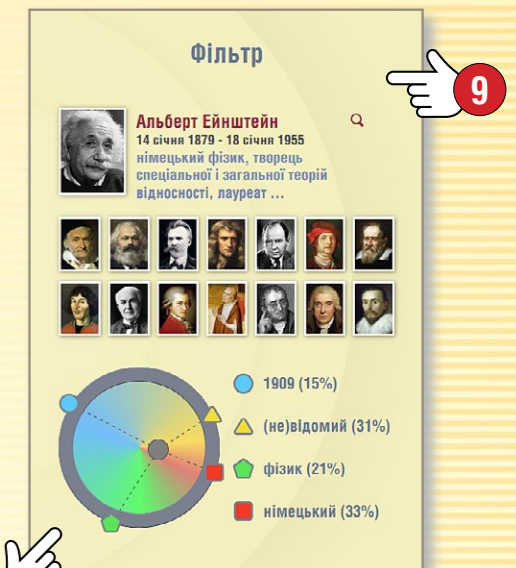 Фільтр
9
Альберт Ейнштейн
14 січня 1879 - 18 січня 1955
німецький фізик, творець
спеціальної і загальної теорій
відносності, лауреат ...
1909 (15%)
(не)відомий (31%)
фізик (21%)
німецький (33%)